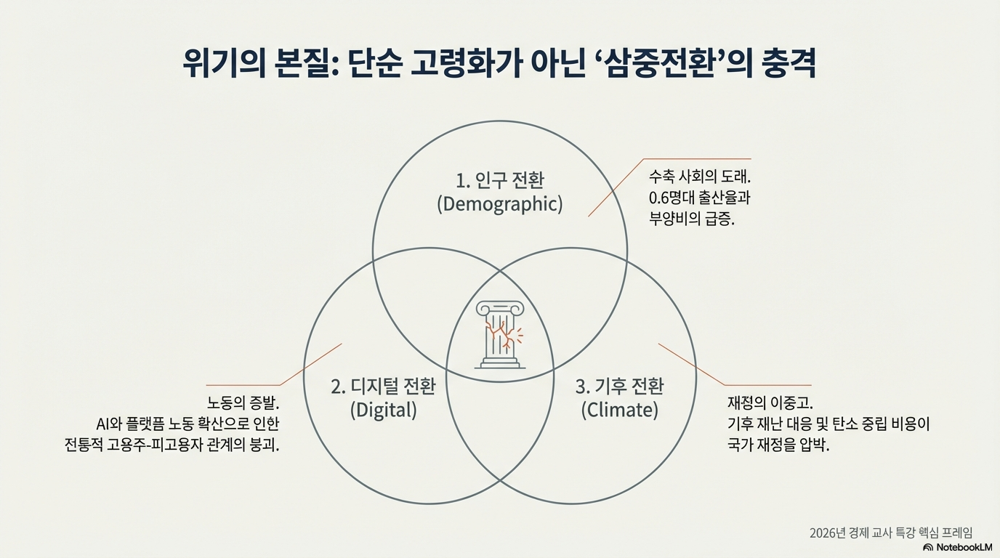 위기의 본질: 단순 고령화가 아닌 ‘삼중전환’의 충격
1. 인구 전환
(Demographic)
수축 사회의 도래.
0.6명대 출산율과
부양비의 급증.
2. 디지털 전환
(Digital)
노동의 증발.
AI와 플랫폼 노동 확산으로 인한
전통적 고용주-피고용자 관계의 붕괴.
3. 기후 전환
(Climate)
재정의 이중고.
기후 재난 대응 및 탄소 중립 비용이
국가 재정을 압박.
2026년 경제 교사 특강 핵심 프레임
NotebookLM